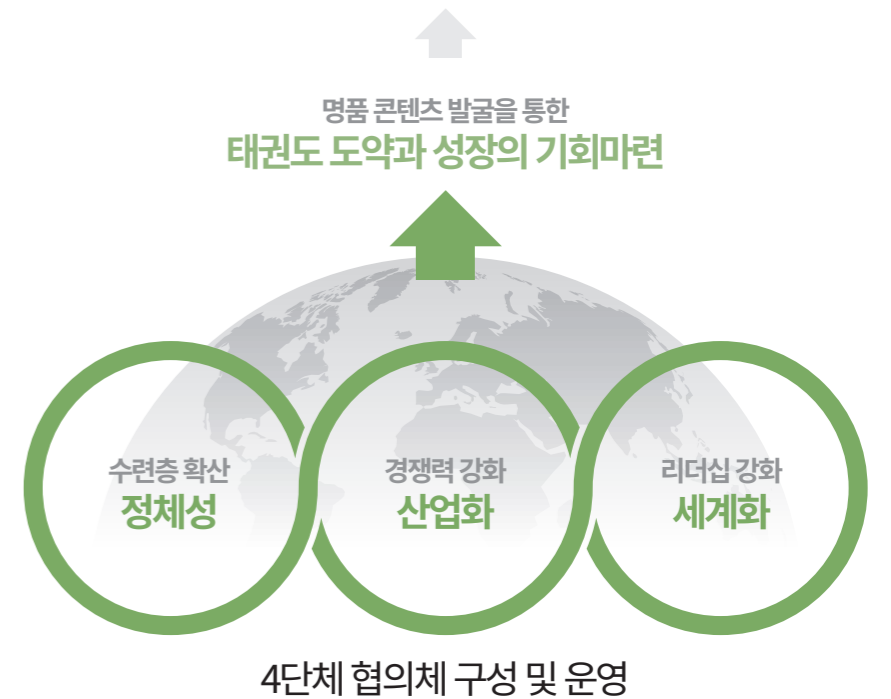 명품 콘텐츠 발굴을 통한
태권도 도약과 성장의 기회마련
수련층 확산
정체성
경쟁력 강화
산업화
리더십 강화
세계화
4단체 협의체 구성 및 운영